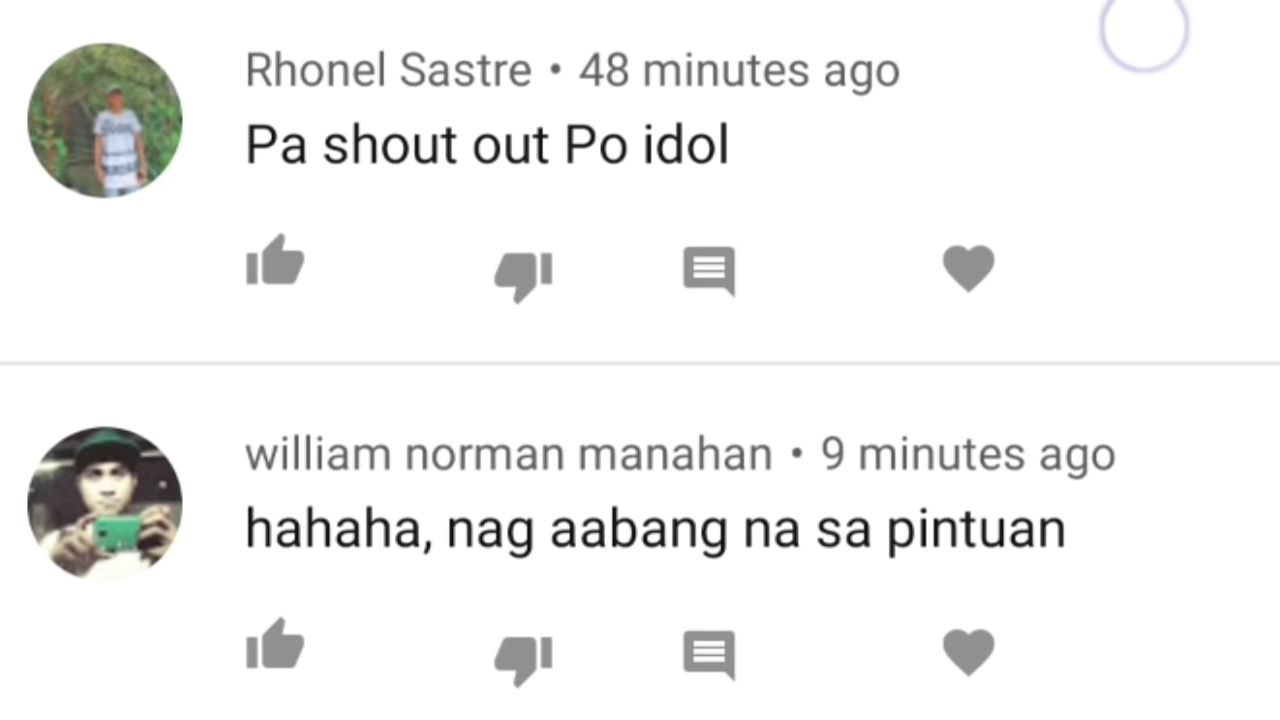 Rhonel Sastre • 48 minutes ago
Pa shout out Po idol
william norman manahan • 9 minutes ago
hahaha, nag aabang na sa pintuan